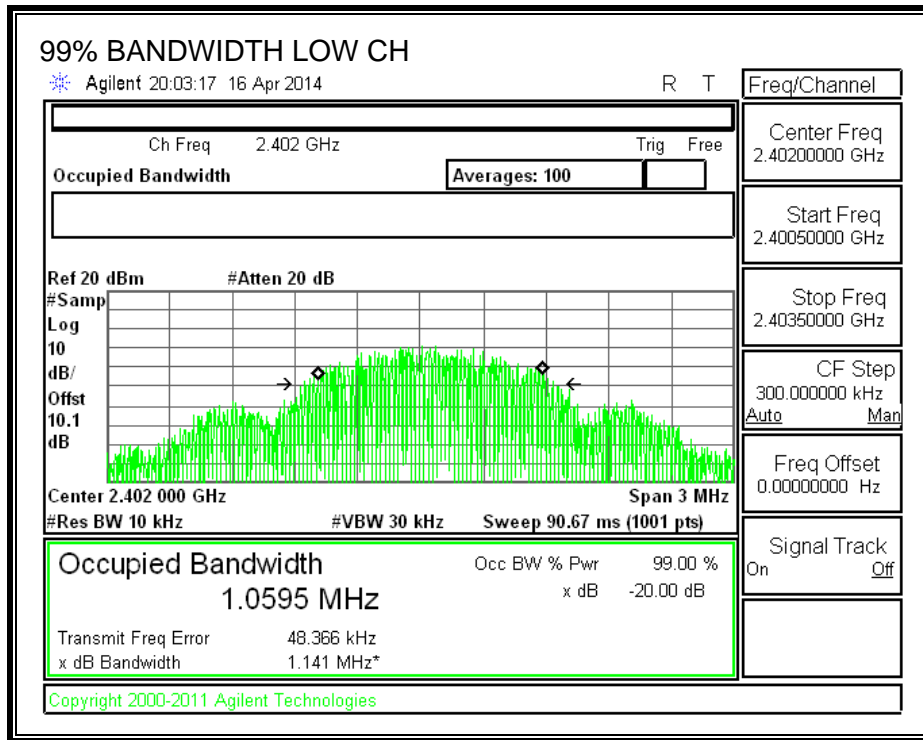 99% BANDWIDTH LOW CH
Agilent 20:03:17 16 Apr 2014 R T
Freq/Channel
Ch Freq 2.402 GHz Trig Free
Occupied Bandwidth Averages: 100
Center Freq
2.40200000 GHz
Start Freq
2.40050000 GHz
Stop Freq
2.40350000 GHz
CF Step
300.000000 kHz
Auto Man
Freq Offset
0.00000000 Hz
Signal Track
On Off
Ref 20 dBm #Atten 20 dB
#Samp
Log
10
dB/
Offst
10.1
dB
Center 2.402 000 GHz Span 3 MHz
#Res BW 10 kHz #VBW 30 kHz Sweep 90.67 ms (1001 pts)
Occupied Bandwidth Occ BW % Pwr 99.00 %
1.0595 MHz x dB -20.00 dB
Transmit Freq Error 48.366 kHz
x dB Bandwidth 1.141 MHz*
Copyright 2000-2011 Agilent Technologies